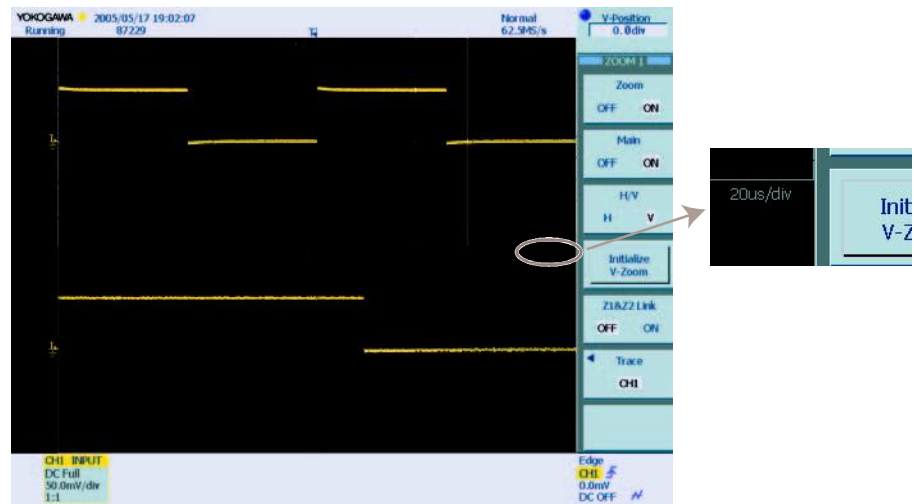 YOKOGAWA 2005/05/17 19:02:07
Running 87229
Normal
62.5MS/s
V-Position
0.0div
ZOOM 1
Zoom
OFF ON
Main
OFF ON
H/V
H V
Initialize
V-Zoom
Z1&Z2 Link
OFF ON
Trace
CH1
20us/div
Init
V-Z
CH1 INPUT
DC Full
50.0mV/div
1:1
Edge
CH1
0.0mV
DC OFF